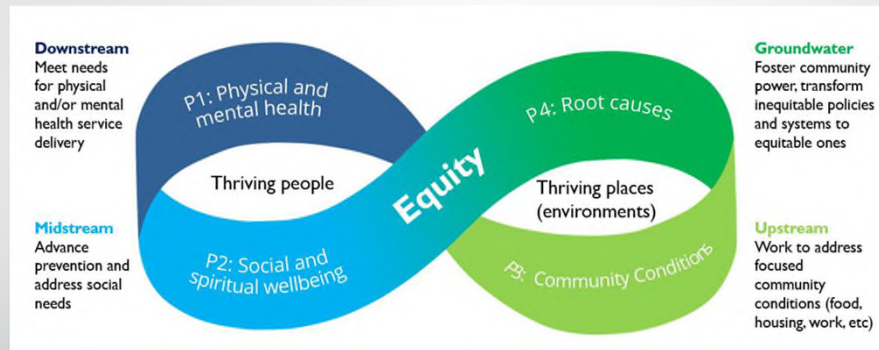 Downstream
Meet needs
for physical
and/or mental
health service
delivery
P1: Physical and
mental health
Thriving people
Midstream
Advance
prevention and
address social
needs
P2: Social and
spiritual wellbeing
Equity
P4: Root causes
Thriving places
(environments)
P3: Community Conditions
Groundwater
Foster community
power, transform
inequitable policies
and systems to
equitable ones
Upstream
Work to address
focused
community
conditions (food,
housing, work, etc)